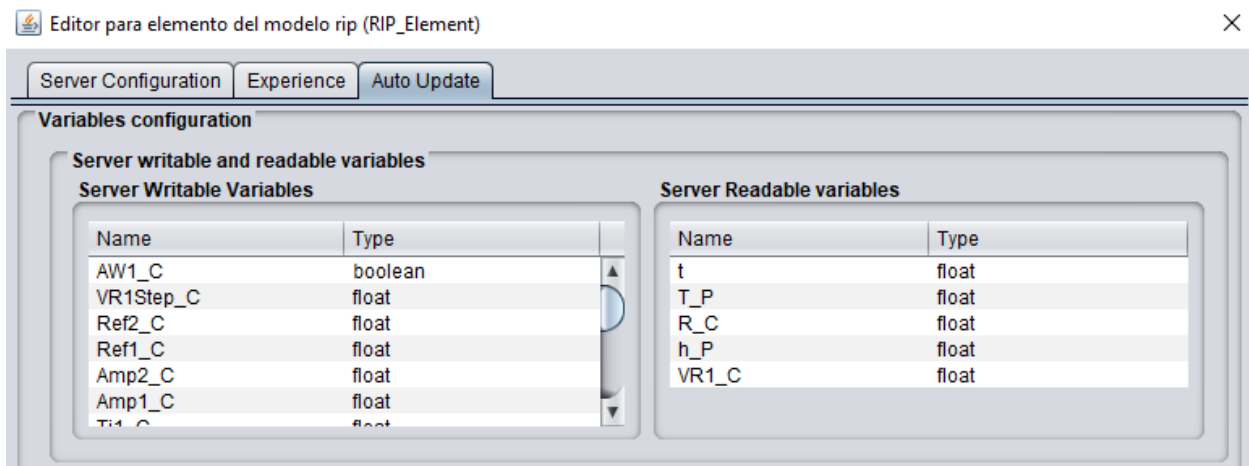 Editor para elemento del modelo rip (RIP_Element)
Server Configuration Experience Auto Update
Variables configuration
Server writable and readable variables
Server Writable Variables
Name Type
AW1_C boolean
VR1Step_C float
Ref2_C float
Ref1_C float
Amp2_C float
Amp1_C float
Server Readable variables
Name Type
t float
T_P float
R_C float
h_P float
VR1_C float